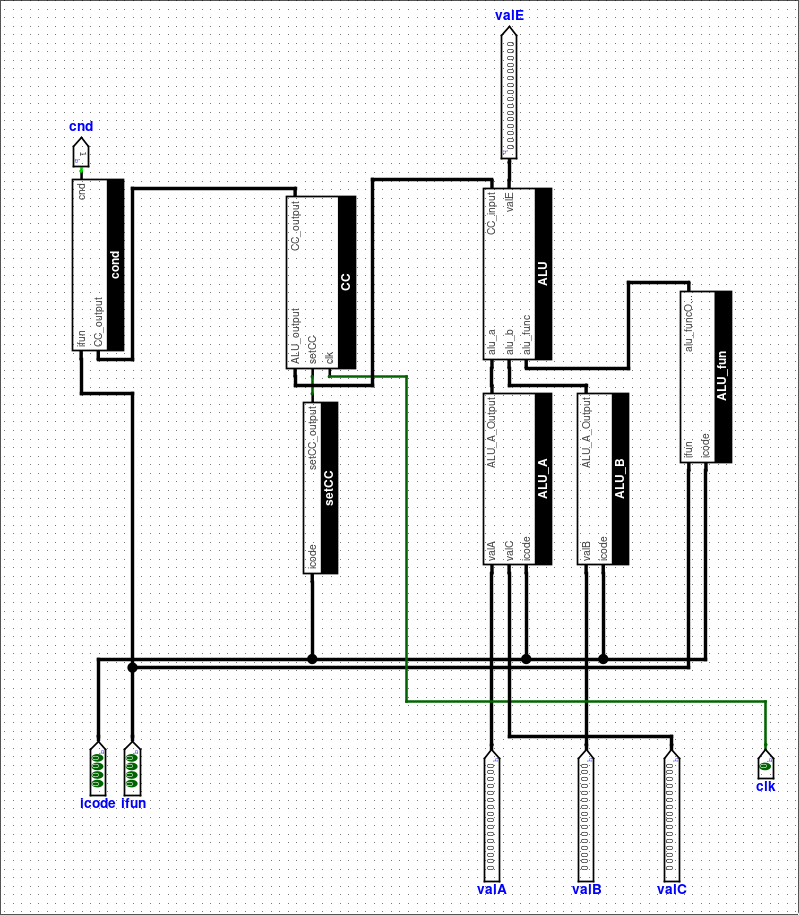 valE
cnd
cnd
cond
ifun
CC_output
CC_output
CC
ALU_output
setCC
clk
CC_input
valE
ALU
alu_a
alu_b
alu_func
alu_funcO...
ALU_fun
ifun
icode
setCC_output
setCC
icode
ALU_A_Output
ALU_A
valA
valC
icode
ALU_A_Output
ALU_B
valB
icode
icode
ifun
clk
valA
valB
valC